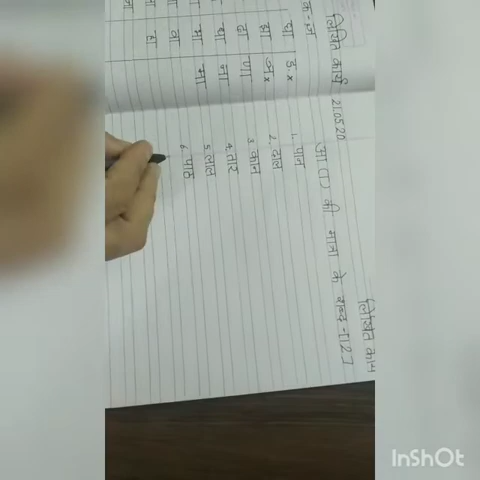 लिखित कार्य
लिखित कार्य 21.05.20
आ (ा) की मात्रा के शब्द -[12]
1. पान
2. दाल
3. कान
4. तार
5. लाल
6. पाठ
क-ज्ञ
घा ङ.×
झा ञ×
ढा णा
था ना
भा मा
वा
हा
InShOt